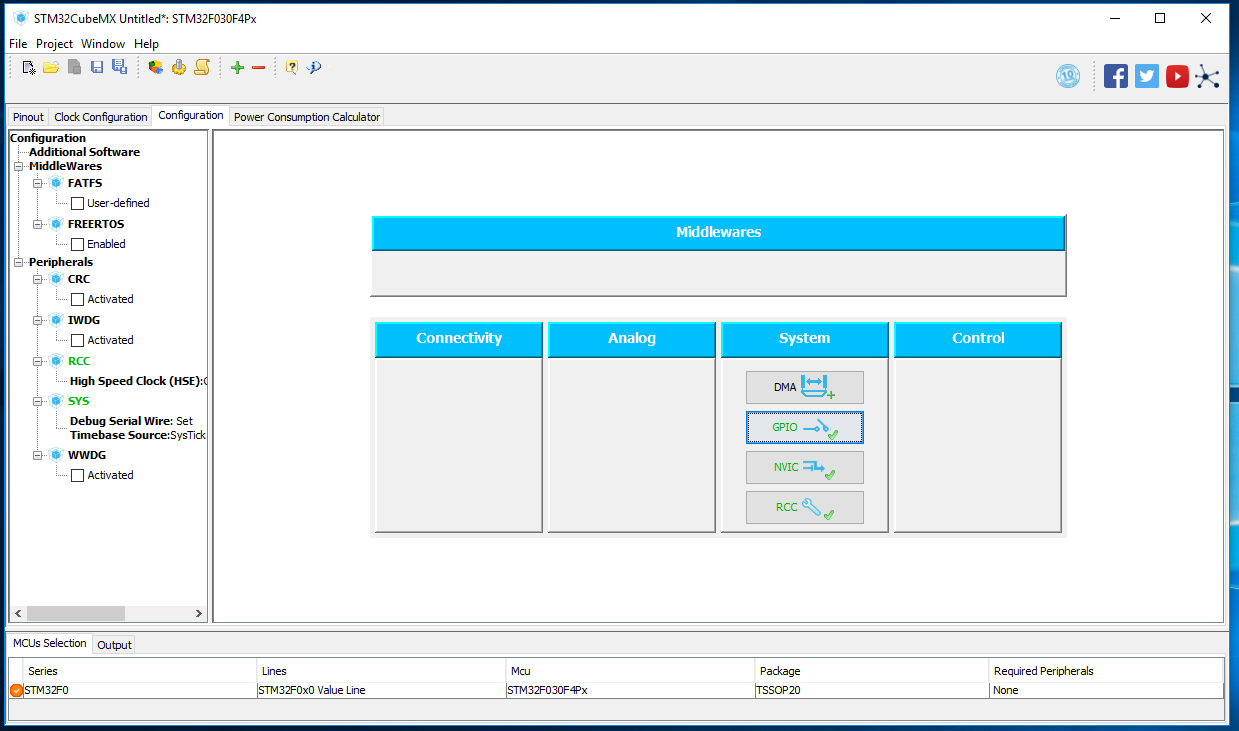 STM32CubeMX Untitled*: STM32F030F4Px
File Project Window Help
10
Pinout Clock Configuration Configuration Power Consumption Calculator
Configuration
Additional Software
MiddleWares
FATFS
User-defined
FREERTOS
Enabled
Peripherals
CRC
Activated
IWDG
Activated
RCC
High Speed Clock (HSE):
SYS
Debug Serial Wire: Set
Timebase Source:SysTick
WWDG
Activated
Middlewares
Connectivity Analog System Control
DMA
GPIO
NVIC
RCC
MCUs Selection Output
Series Lines Mcu Package Required Peripherals
STM32F0 STM32F0x0 Value Line STM32F030F4Px TSSOP20 None